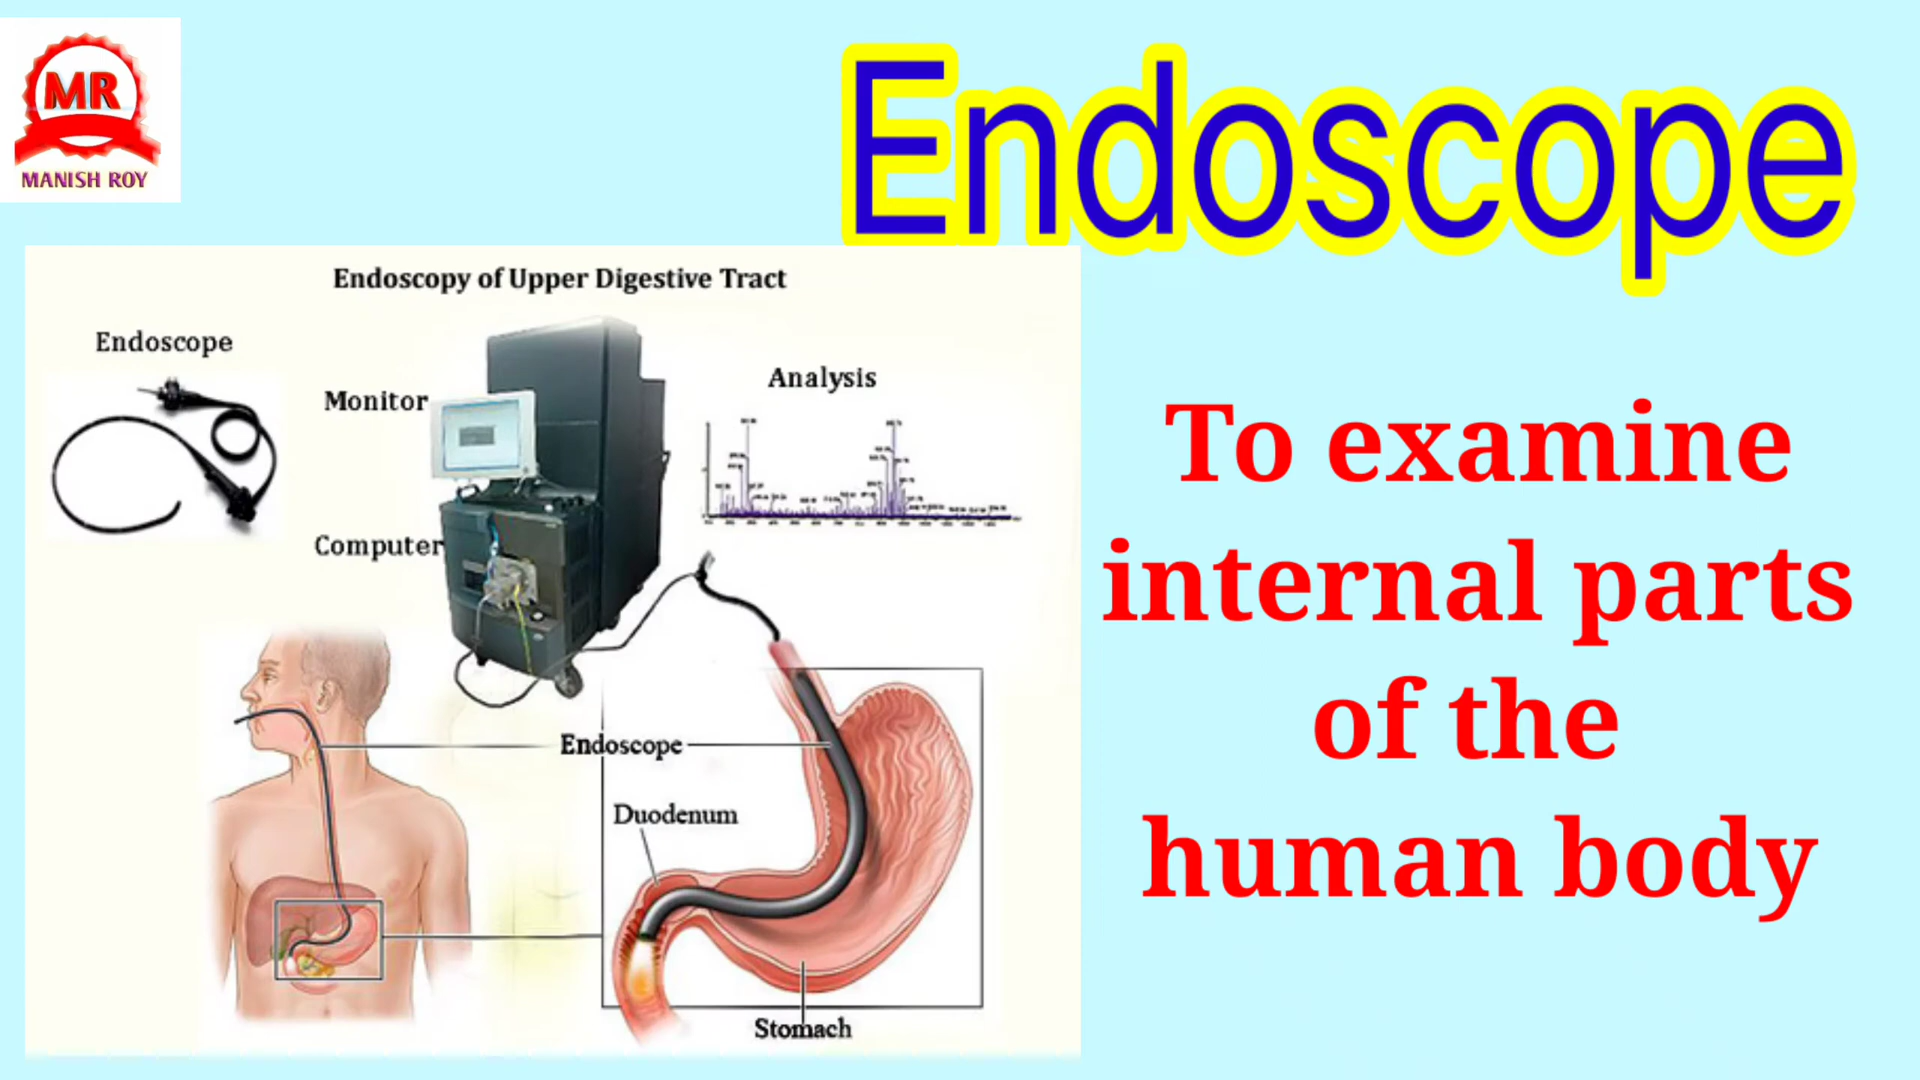 MR
MANISH ROY
Endoscope
Endoscopy of Upper Digestive Tract
Endoscope
Monitor
Analysis
Computer
Endoscope
Duodenum
Stomach
To examine
internal parts
of the
human body